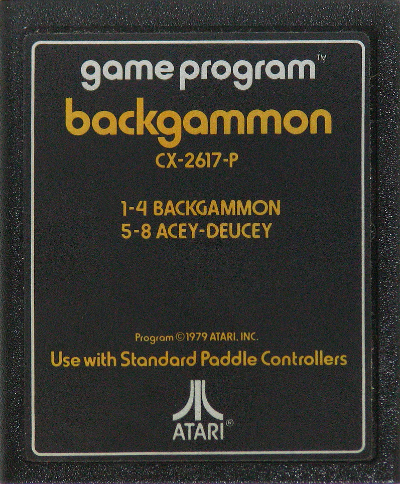 game program™
backgammon
CX-2617-P
1-4 BACKGAMMON
5-8 ACEY-DEUCEY
Program © 1979 ATARI, INC.
Use with Standard Paddle Controllers
ATARI®